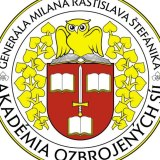 GENERÁLA MILANA RASTISLAVA ŠTEFÁNIKA
AKADÉMIA OZBROJENÝCH SÍL